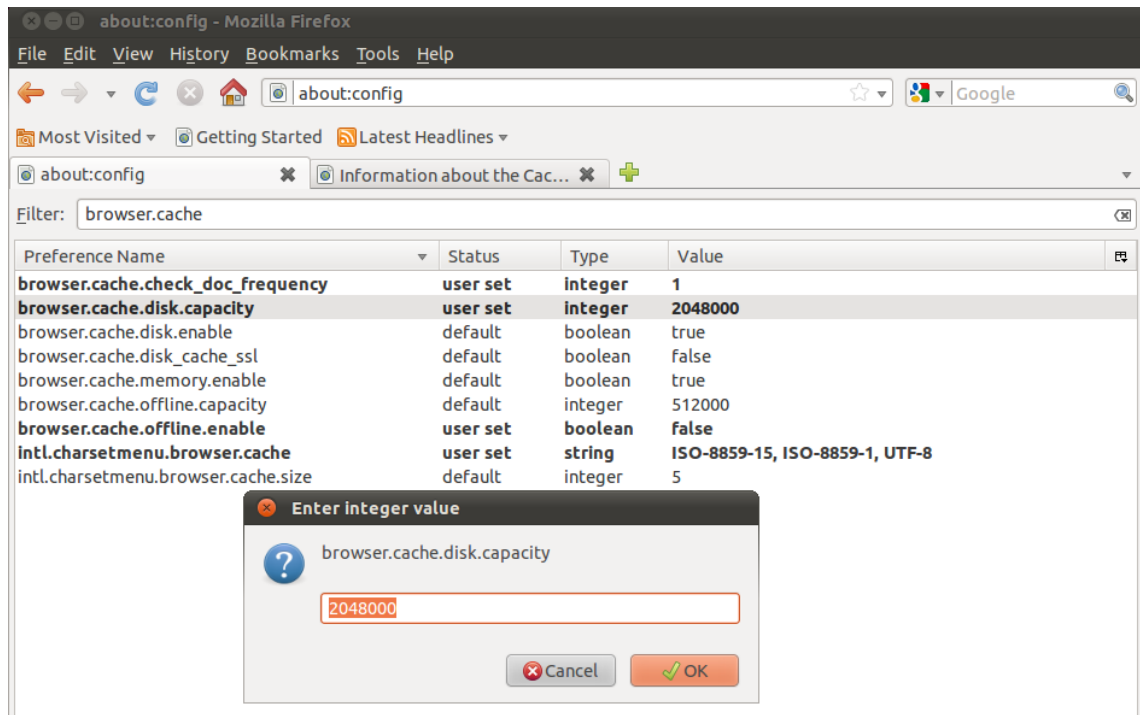 about:config - Mozilla Firefox
File Edit View History Bookmarks Tools Help
about:config Google
Most Visited Getting Started Latest Headlines
about:config Information about the Cac...
Filter: browser.cache
Preference Name Status Type Value
browser.cache.check_doc_frequency user set integer 1
browser.cache.disk.capacity user set integer 2048000
browser.cache.disk.enable default boolean true
browser.cache.disk_cache_ssl default boolean false
browser.cache.memory.enable default boolean true
browser.cache.offline.capacity default integer 512000
browser.cache.offline.enable user set boolean false
intl.charsetmenu.browser.cache user set string ISO-8859-15, ISO-8859-1, UTF-8
intl.charsetmenu.browser.cache.size default integer 5
Enter integer value
browser.cache.disk.capacity
2048000
Cancel OK